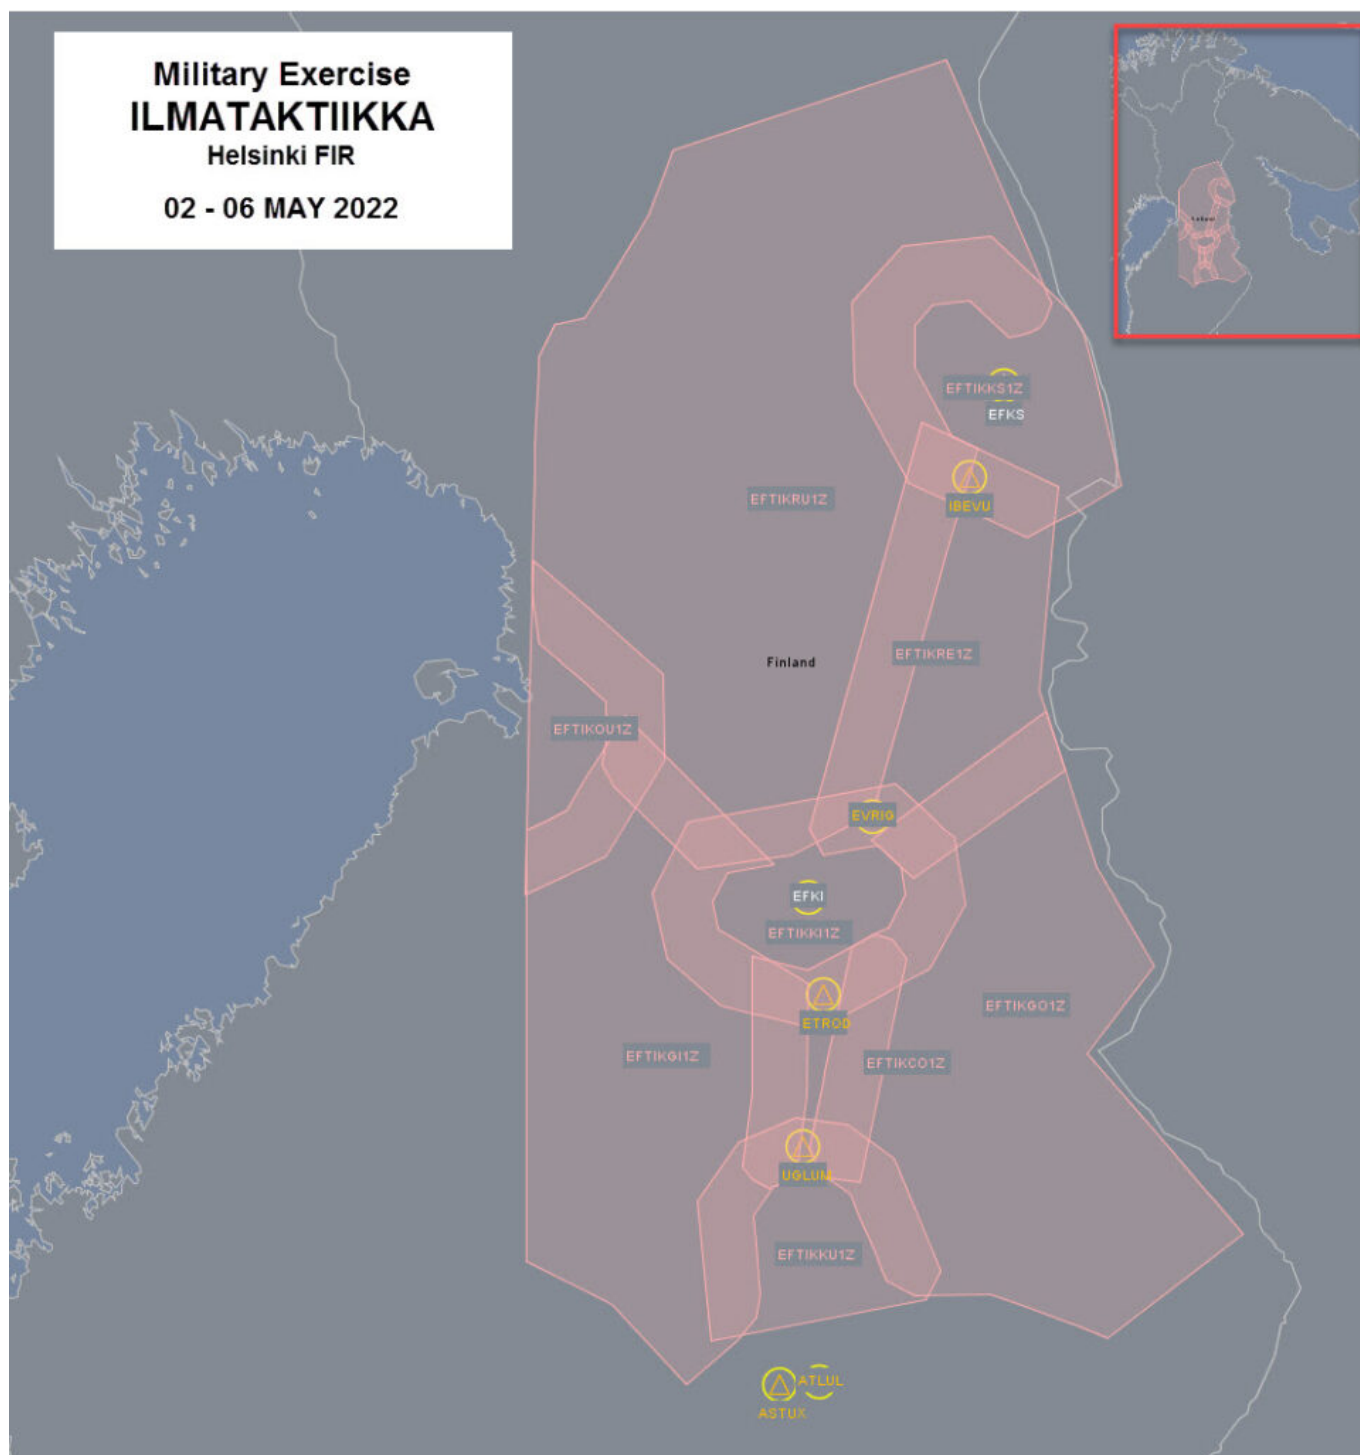 Military Exercise
ILMATAKTIIKKA
Helsinki FIR
02 - 06 MAY 2022
EFTIKKS1Z
EFKS
EFTIKRU1Z
IBEVU
EFTIKRE1Z
Finland
EFTIKOU1Z
EVRIG
EFKI
EFTIKKI1Z
EFTIKGO1Z
ETROD
EFTIKGI1Z
EFTIKCO1Z
UGLUM
EFTIKKU1Z
ATLUL
ASTUX